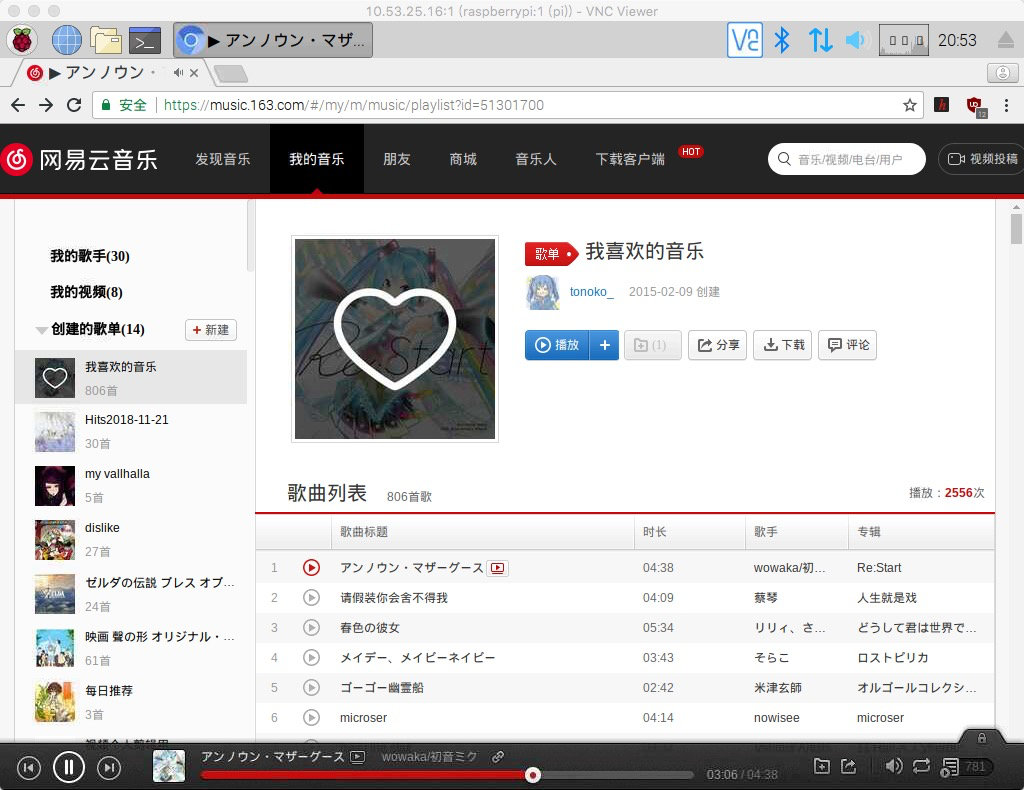 10.53.25.16:1 (raspberrypi:1 (pi)) - VNC Viewer
▶ アンノウン・マザ...
20:53
▶ アンノウン・
安全 https://music.163.com/#/my/m/music/playlist?id=51301700
12
网易云音乐 发现音乐 我的音乐 朋友 商城 音乐人 下载客户端 HOT 音乐/视频/电台/用户 视频投稿
我的歌手(30)
我的视频(8)
创建的歌单(14) + 新建
我喜欢的音乐
806首
Hits2018-11-21
30首
my vallhalla
5首
dislike
27首
ゼルダの伝説 ブレス オブ...
24首
映画 聲の形 オリジナル・...
61首
每日推荐
3首
Re:Start
歌单 我喜欢的音乐
tonoko_ 2015-02-09 创建
播放 + (1) 分享 下载 评论
歌曲列表 806首歌 播放：2556次
歌曲标题 时长 歌手 专辑
1 アンノウン・マザーグース 04:38 wowaka/初... Re:Start
2 请假装你会舍不得我 04:09 蔡琴 人生就是戏
3 春色の彼女 05:34 リリィ、さ... どうして君は世界で...
4 メイデー、メイビーネイビー 03:43 そらこ ロストピリカ
5 ゴーゴー幽霊船 02:42 米津玄師 オルゴールコレクシ...
6 microser 04:14 nowisee microser
アンノウン・マザーグース wowaka/初音ミク
03:06 / 04:38
781